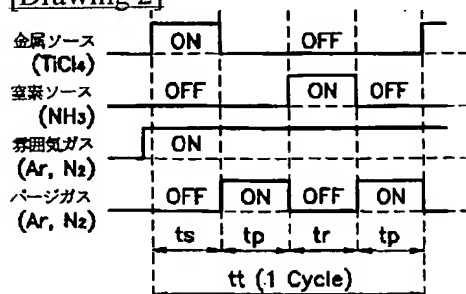 [Drawing 2]
金属ソース ON OFF
(TiCl4)
窒素ソース OFF ON OFF
(NH3)
雰囲気ガス ON
(Ar, N2)
パージガス OFF ON OFF ON
(Ar, N2)
ts tp tr tp
tt (.1 Cycle)